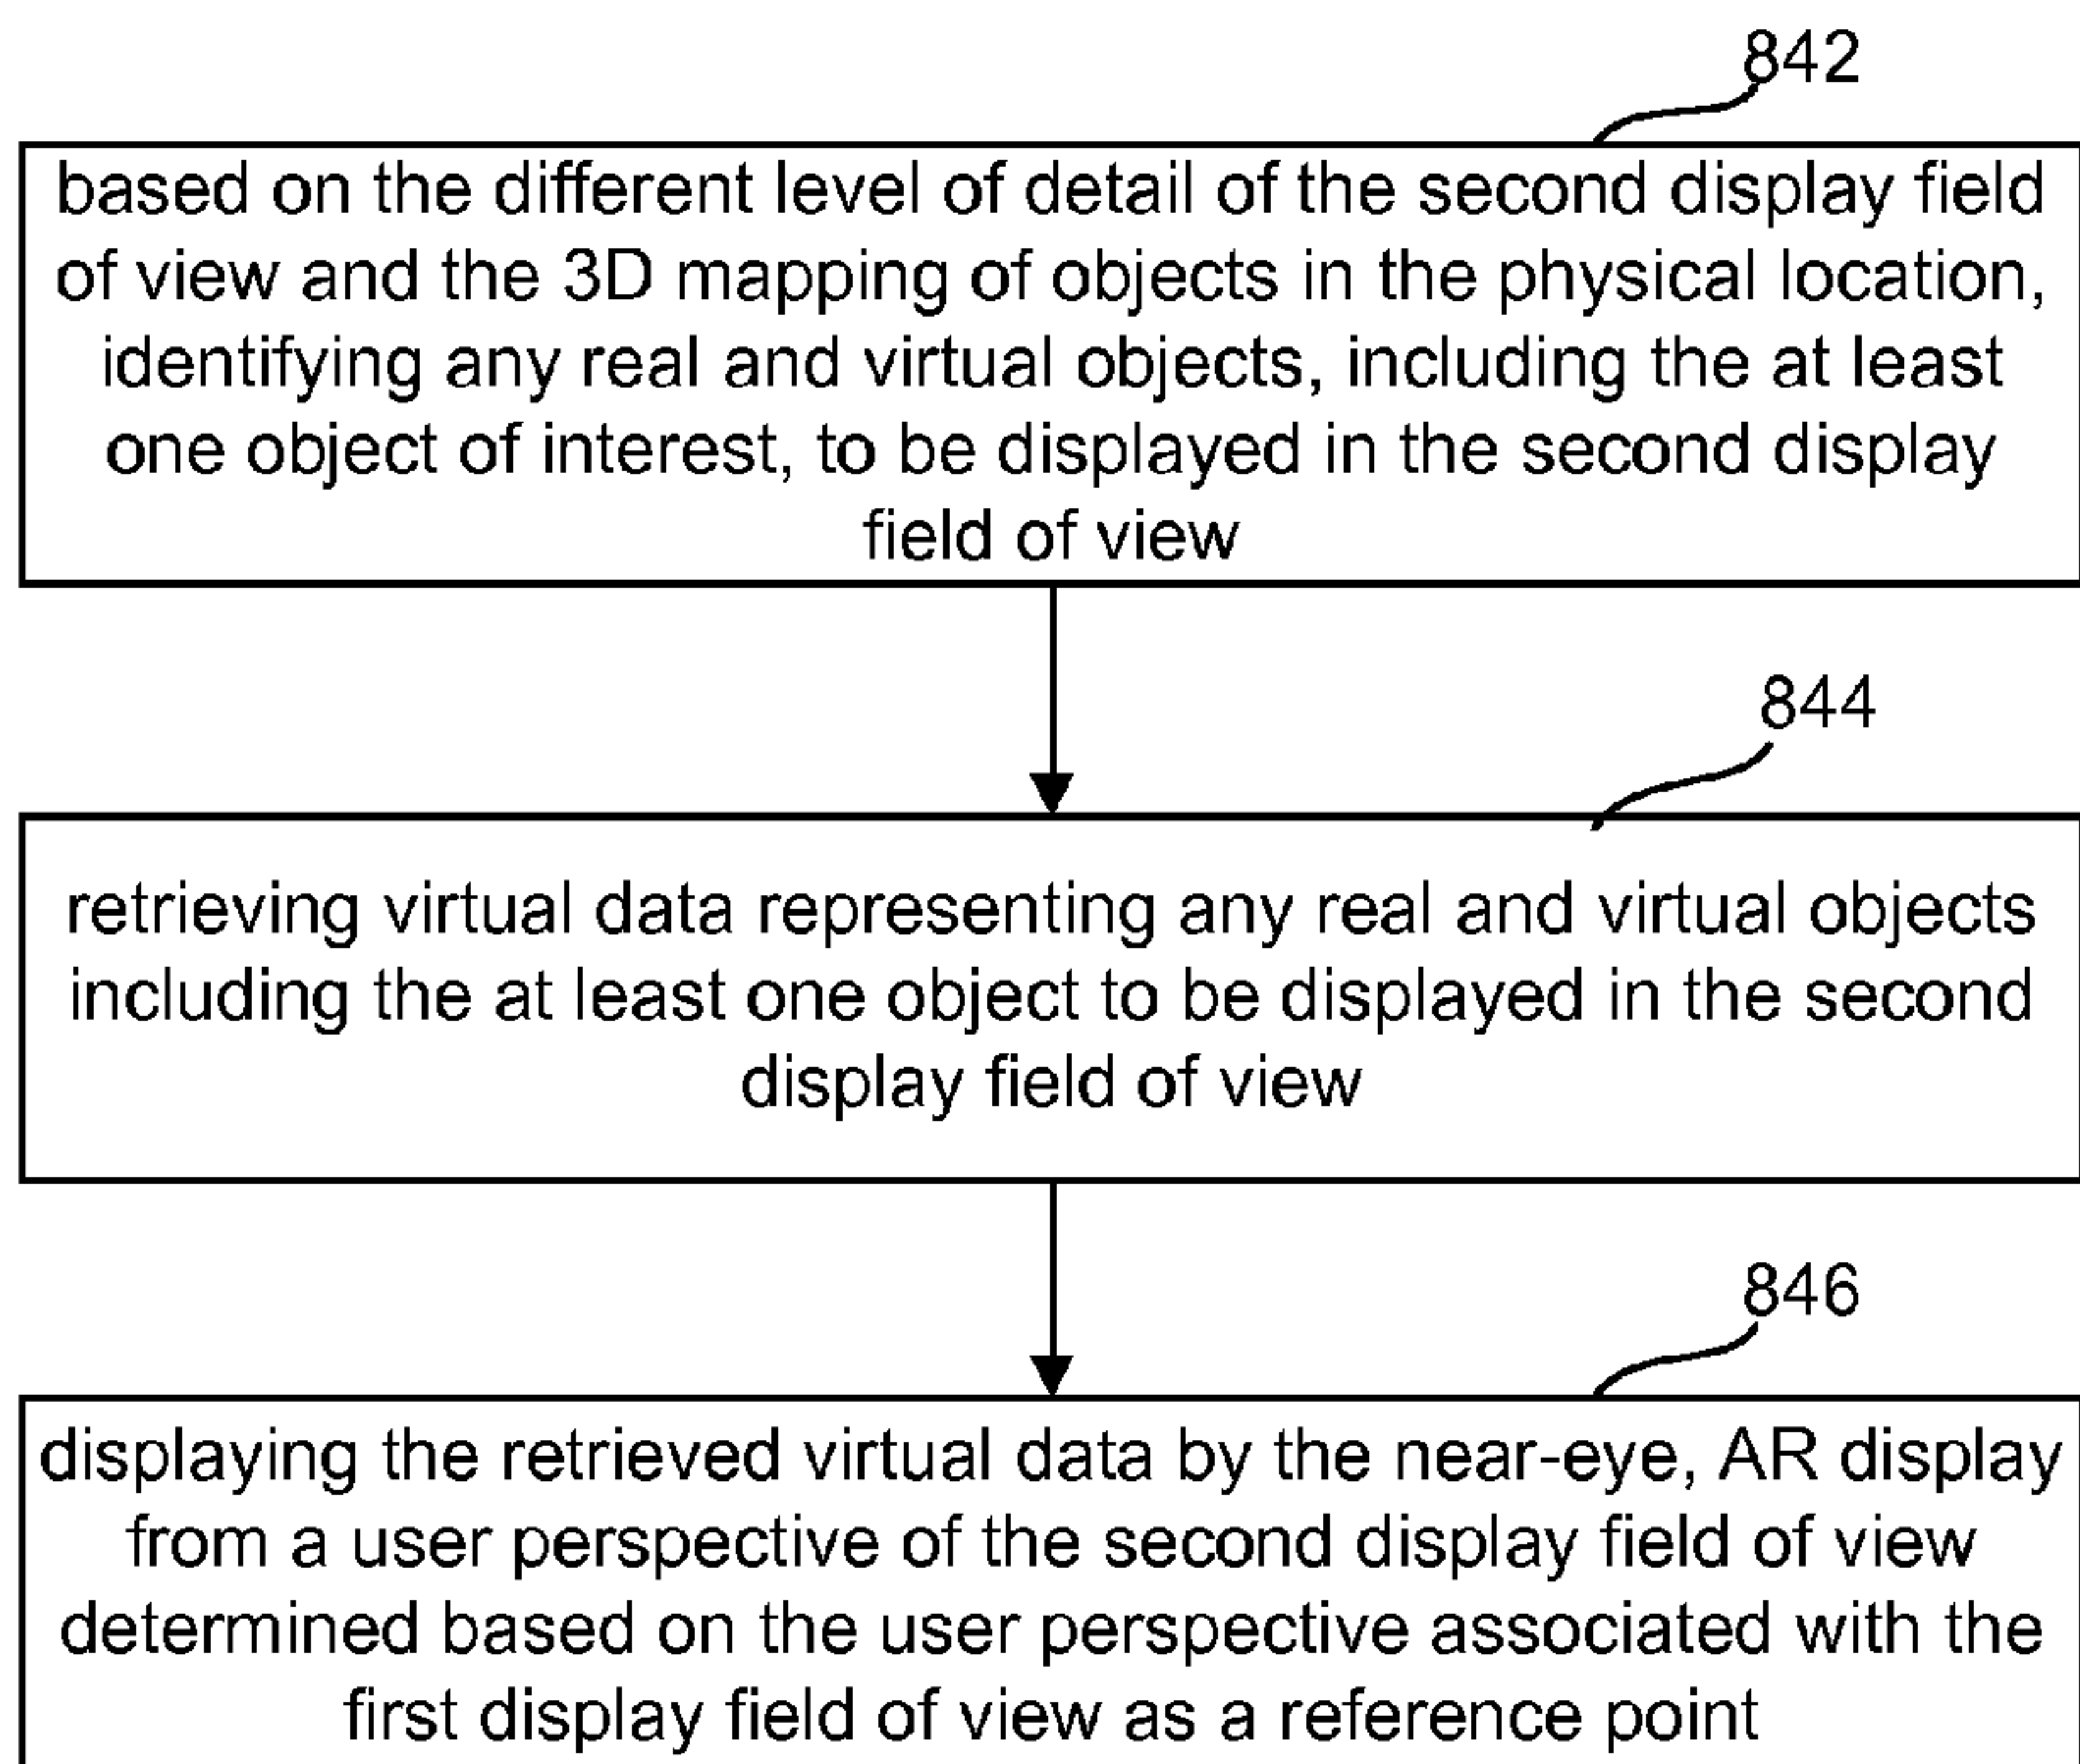 842
based on the different level of detail of the second display field
of view and the 3D mapping of objects in the physical location,
identifying any real and virtual objects, including the at least
one object of interest, to be displayed in the second display
field of view
844
retrieving virtual data representing any real and virtual objects
including the at least one object to be displayed in the second
display field of view
846
displaying the retrieved virtual data by the near-eye, AR display
from a user perspective of the second display field of view
determined based on the user perspective associated with the
first display field of view as a reference point